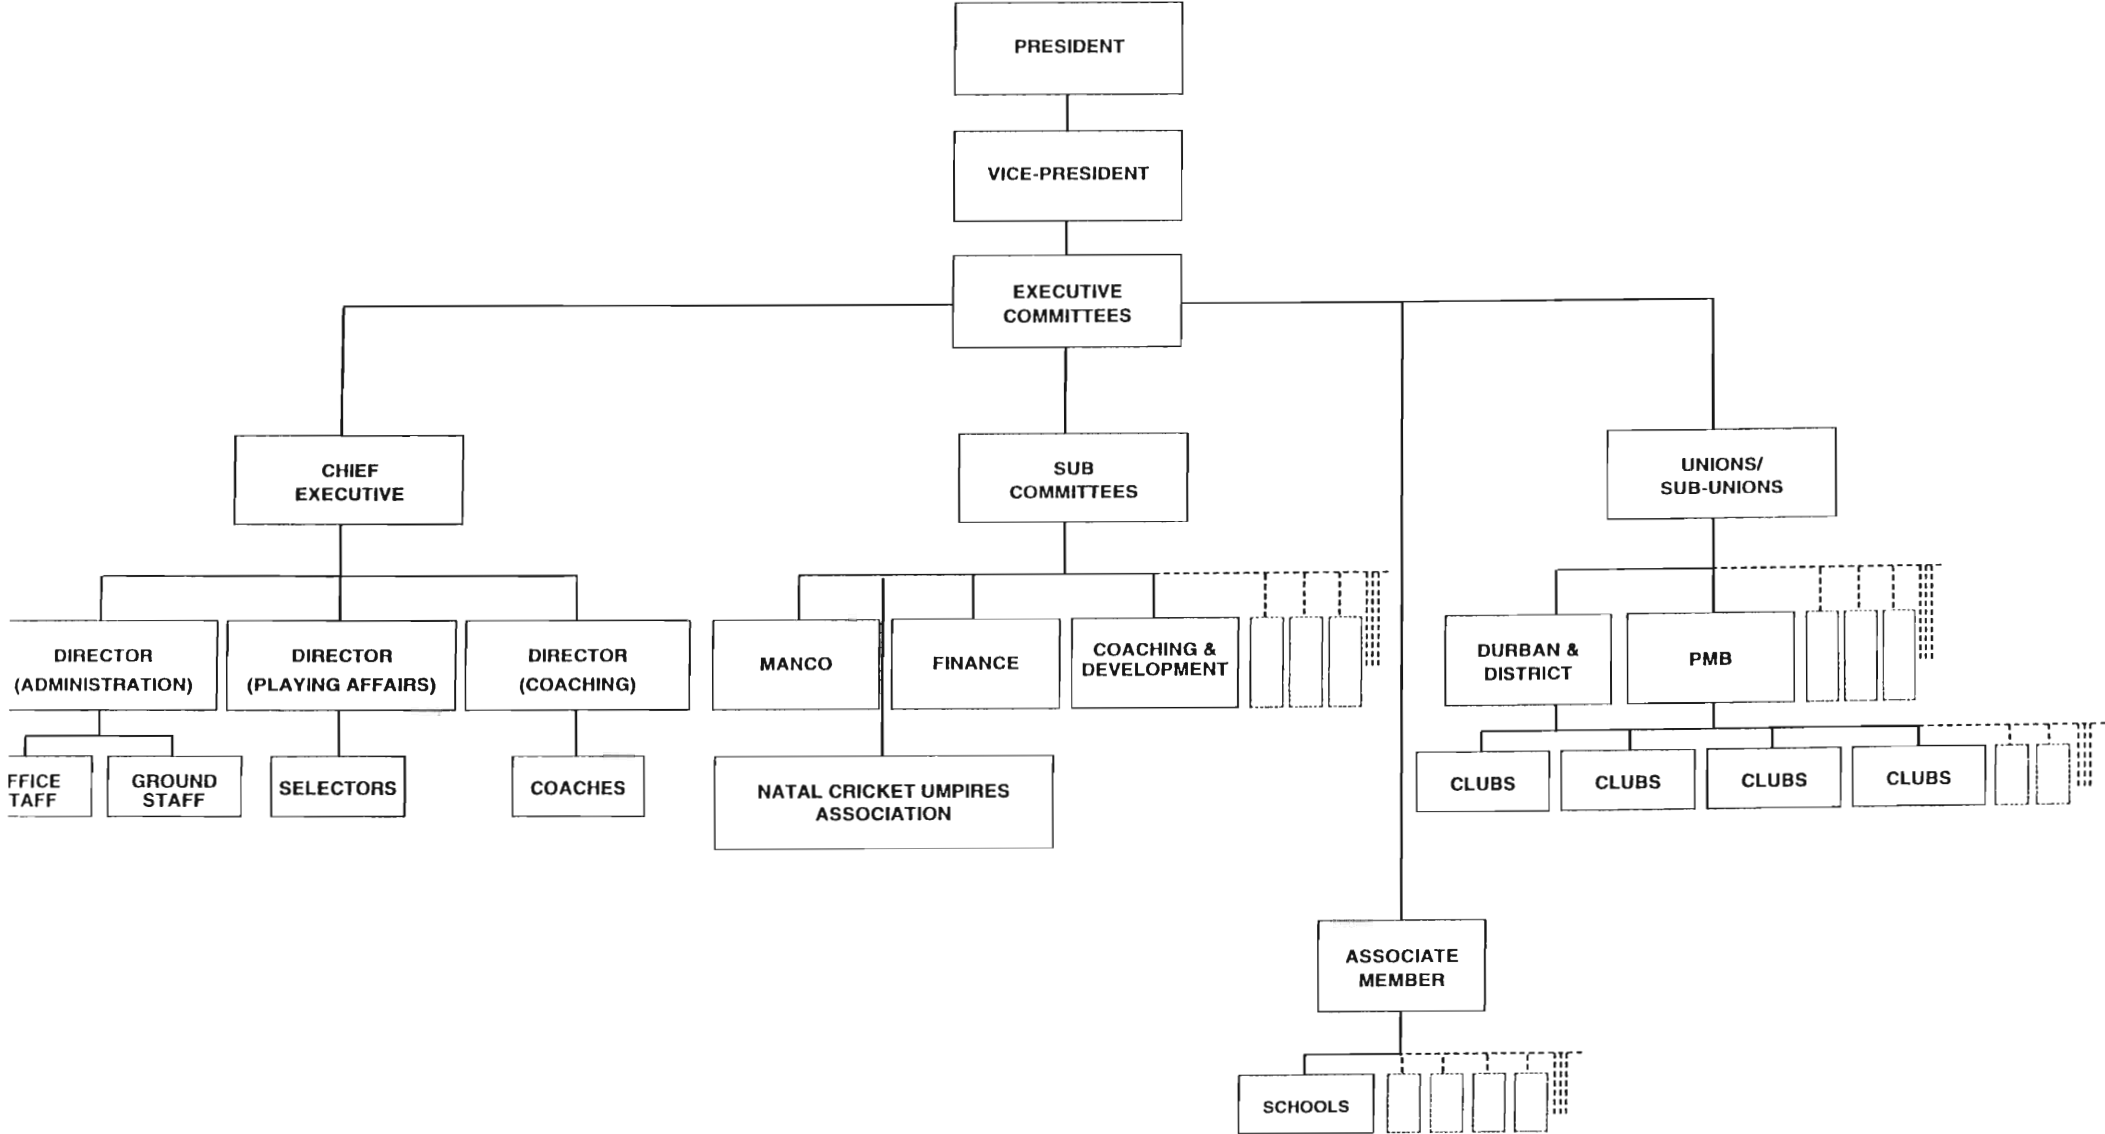 PRESIDENT
VICE-PRESIDENT
EXECUTIVE
COMMITTEES
CHIEF
EXECUTIVE
SUB
COMMITTEES
UNIONS/
SUB-UNIONS
DIRECTOR
(ADMINISTRATION)
DIRECTOR
(PLAYING AFFAIRS)
DIRECTOR
(COACHING)
MANCO
FINANCE
COACHING &
DEVELOPMENT
DURBAN &
DISTRICT
PMB
FFICE
TAFF
GROUND
STAFF
SELECTORS
COACHES
NATAL CRICKET UMPIRES
ASSOCIATION
CLUBS
CLUBS
CLUBS
CLUBS
ASSOCIATE
MEMBER
SCHOOLS